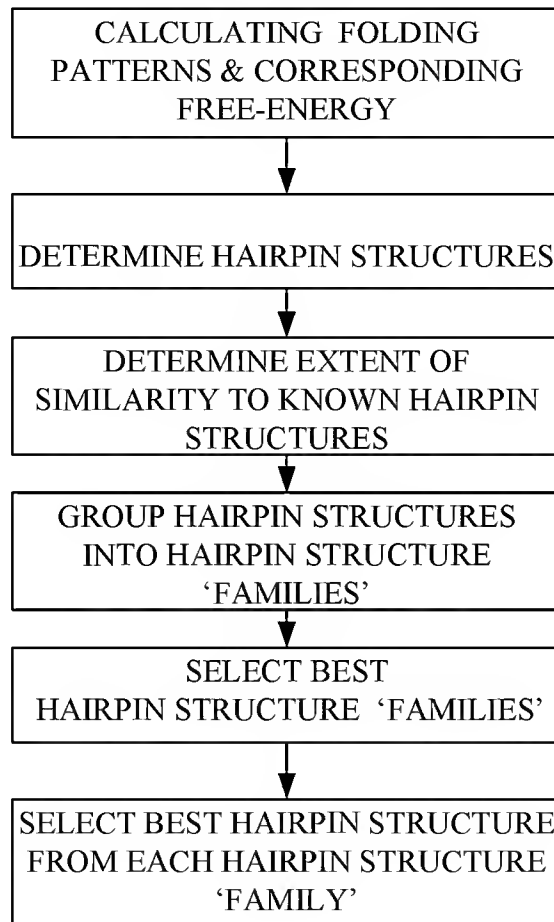 CALCULATING FOLDING
PATTERNS & CORRESPONDING
FREE-ENERGY
DETERMINE HAIRPIN STRUCTURES
DETERMINE EXTENT OF
SIMILARITY TO KNOWN HAIRPIN
STRUCTURES
GROUP HAIRPIN STRUCTURES
INTO HAIRPIN STRUCTURE
‘FAMILIES’
SELECT BEST
HAIRPIN STRUCTURE ‘FAMILIES’
SELECT BEST HAIRPIN STRUCTURE
FROM EACH HAIRPIN STRUCTURE
‘FAMILY’